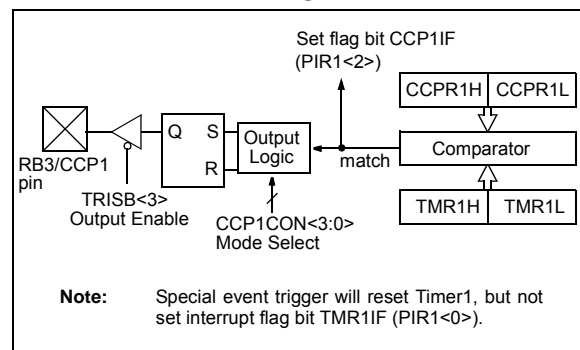 Set flag bit CCP1IF
(PIR1<2>)
CCPR1H CCPR1L
Q S Output
Logic
R
match
Comparator
RB3/CCP1
pin
TRISB<3>
Output Enable
CCP1CON<3:0>
Mode Select
TMR1H TMR1L
Note: Special event trigger will reset Timer1, but not
set interrupt flag bit TMR1IF (PIR1<0>).